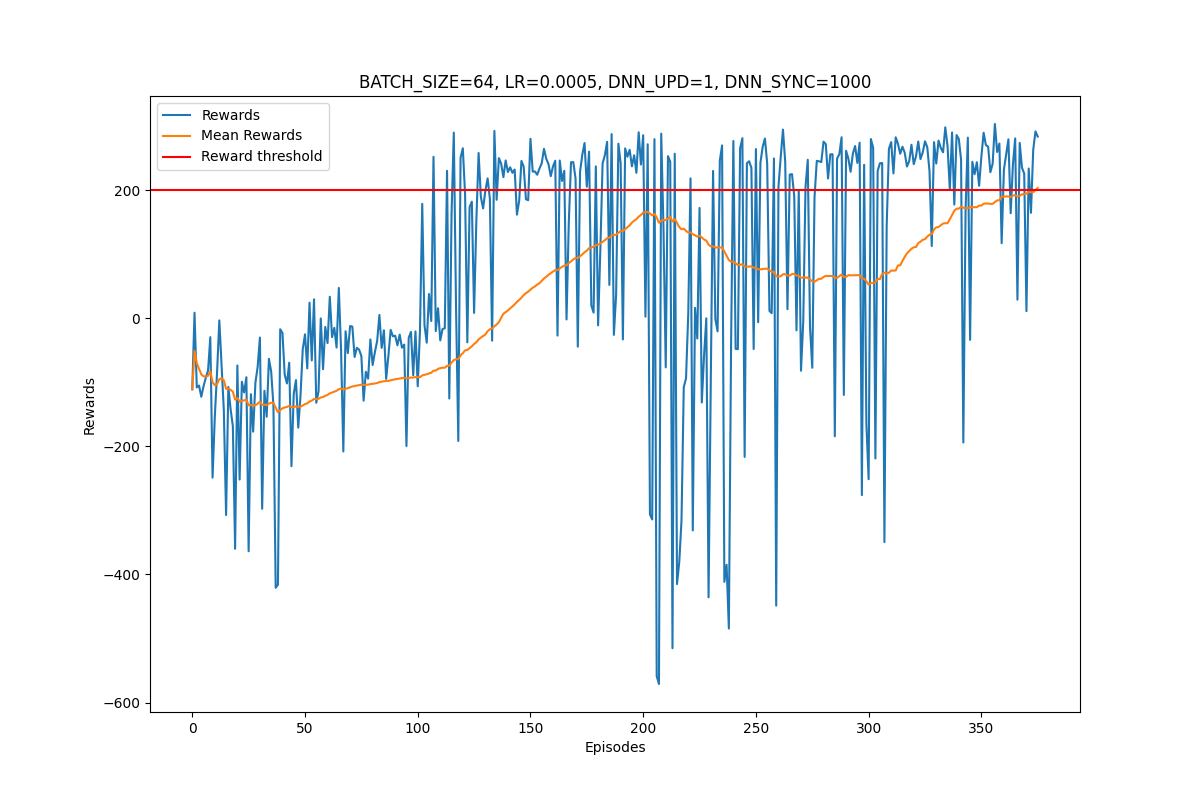 BATCH_SIZE=64, LR=0.0005, DNN_UPD=1, DNN_SYNC=1000
Rewards
Mean Rewards
Reward threshold
200
0
−200
−400
−600
Rewards
0 50 100 150 200 250 300 350
Episodes